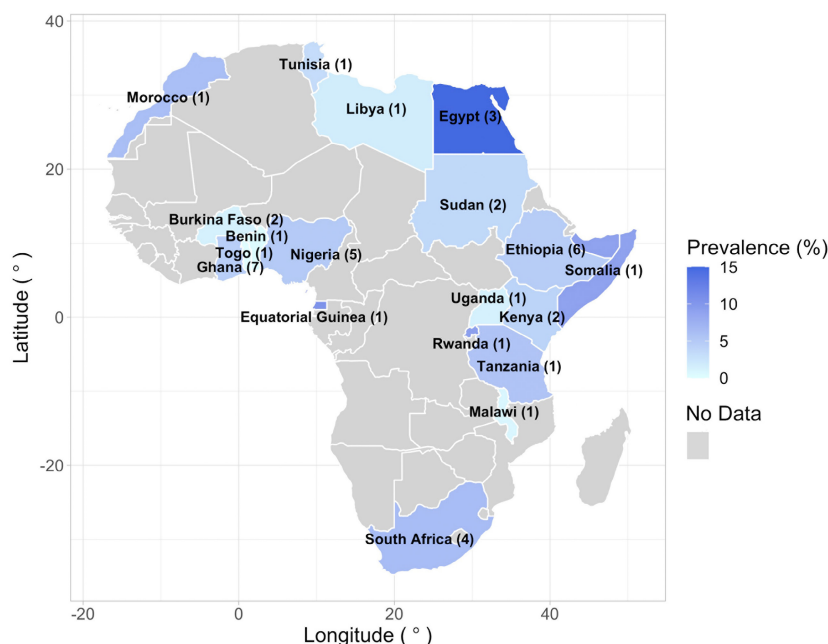 40
20
0
-20
-20
0
20
40
Latitude ( ° )
Longitude ( ° )
Tunisia (1)
Morocco (1)
Libya (1)
Egypt (3)
Sudan (2)
Burkina Faso (2)
Benin (1)
Togo (1)
Nigeria (5)
Ghana (7)
Ethiopia (6)
Somalia (1)
Uganda (1)
Kenya (2)
Equatorial Guinea (1)
Rwanda (1)
Tanzania (1)
Malawi (1)
South Africa (4)
Prevalence (%)
15
10
5
0
No Data